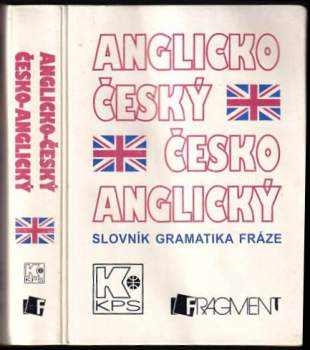 ANGLICKO-ČESKÝ
ČESKO-ANGLICKÝ
ANGLICKO
ČESKÝ
ČESKO
ANGLICKÝ
SLOVNÍK GRAMATIKA FRÁZE
K
KPS
FRAGMENT